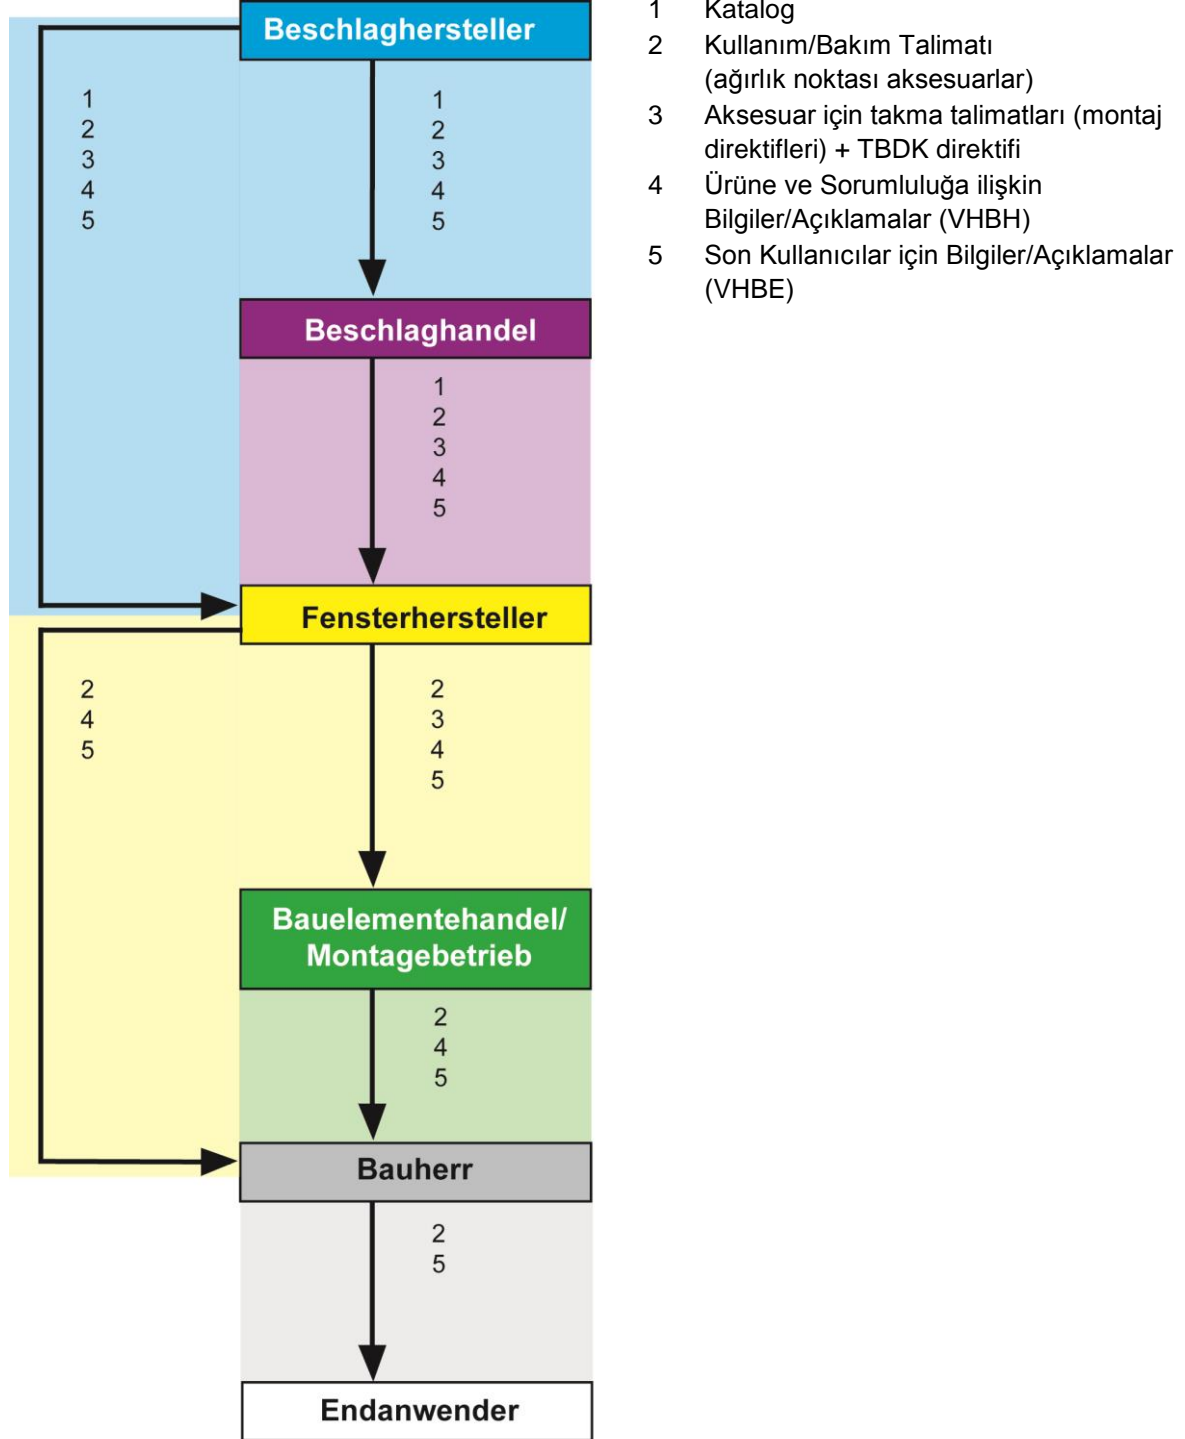 Beschlaghersteller
1
2
3
4
5
1
2
3
4
5
Beschlaghandel
1
2
3
4
5
Fensterhersteller
2
4
5
2
3
4
5
Bauelementehandel/
Montagebetrieb
2
4
5
Bauherr
2
5
Endanwender
1 Katalog
2 Kullanım/Bakım Talimatı
(ağırlık noktası aksesuarlar)
3 Aksesuar için takma talimatları (montaj
direktifleri) + TBDK direktifi
4 Ürüne ve Sorumluluğa ilişkin
Bilgiler/Açıklamalar (VHBH)
5 Son Kullanıcılar için Bilgiler/Açıklamalar
(VHBE)